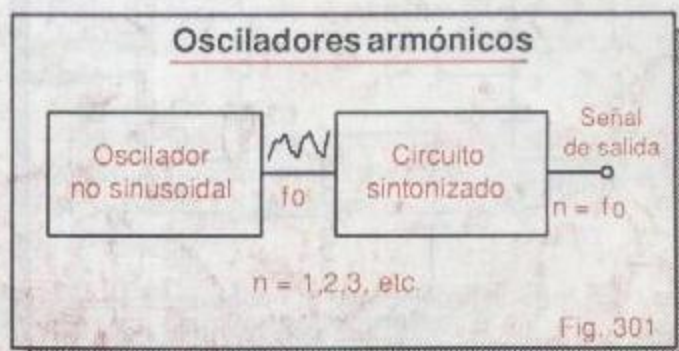 Osciladores armónicos
Oscilador
no sinusoidal
fo
Circuito
sintonizado
Señal
de salida
n = fo
n = 1,2,3, etc
Fig. 301